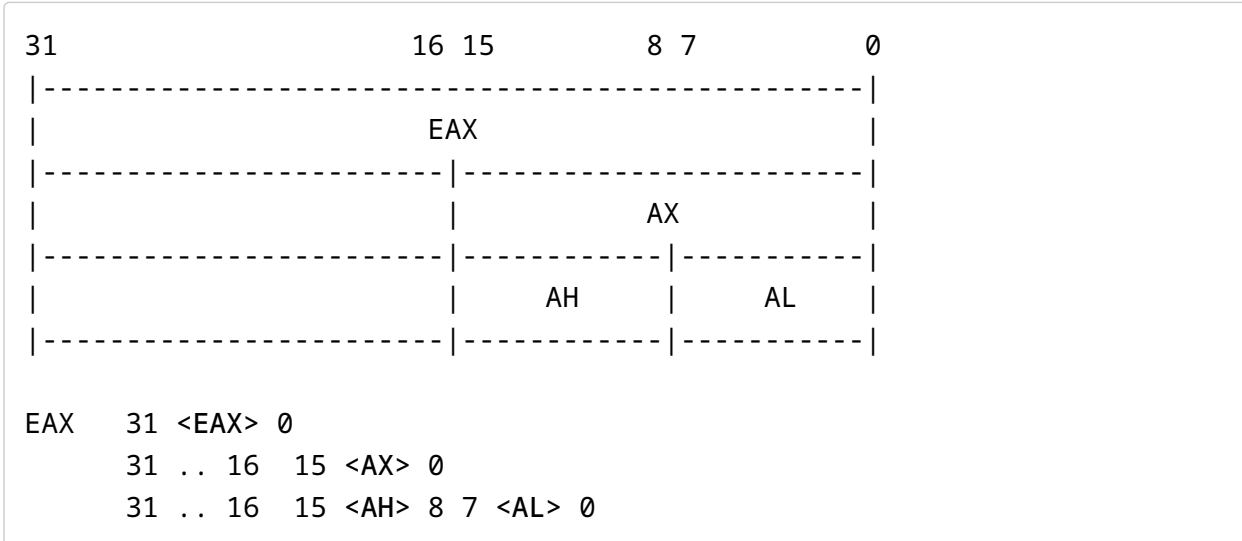 31                     16 15         8 7          0
|-------------------------------------------------|
|                       EAX                       |
|------------------------|------------------------|
|                        |           AX           |
|------------------------|------------|-----------|
|                        |     AH     |     AL    |
|------------------------|------------|-----------|
EAX   31 <EAX> 0
      31 .. 16  15 <AX> 0
      31 .. 16  15 <AH> 8 7 <AL> 0